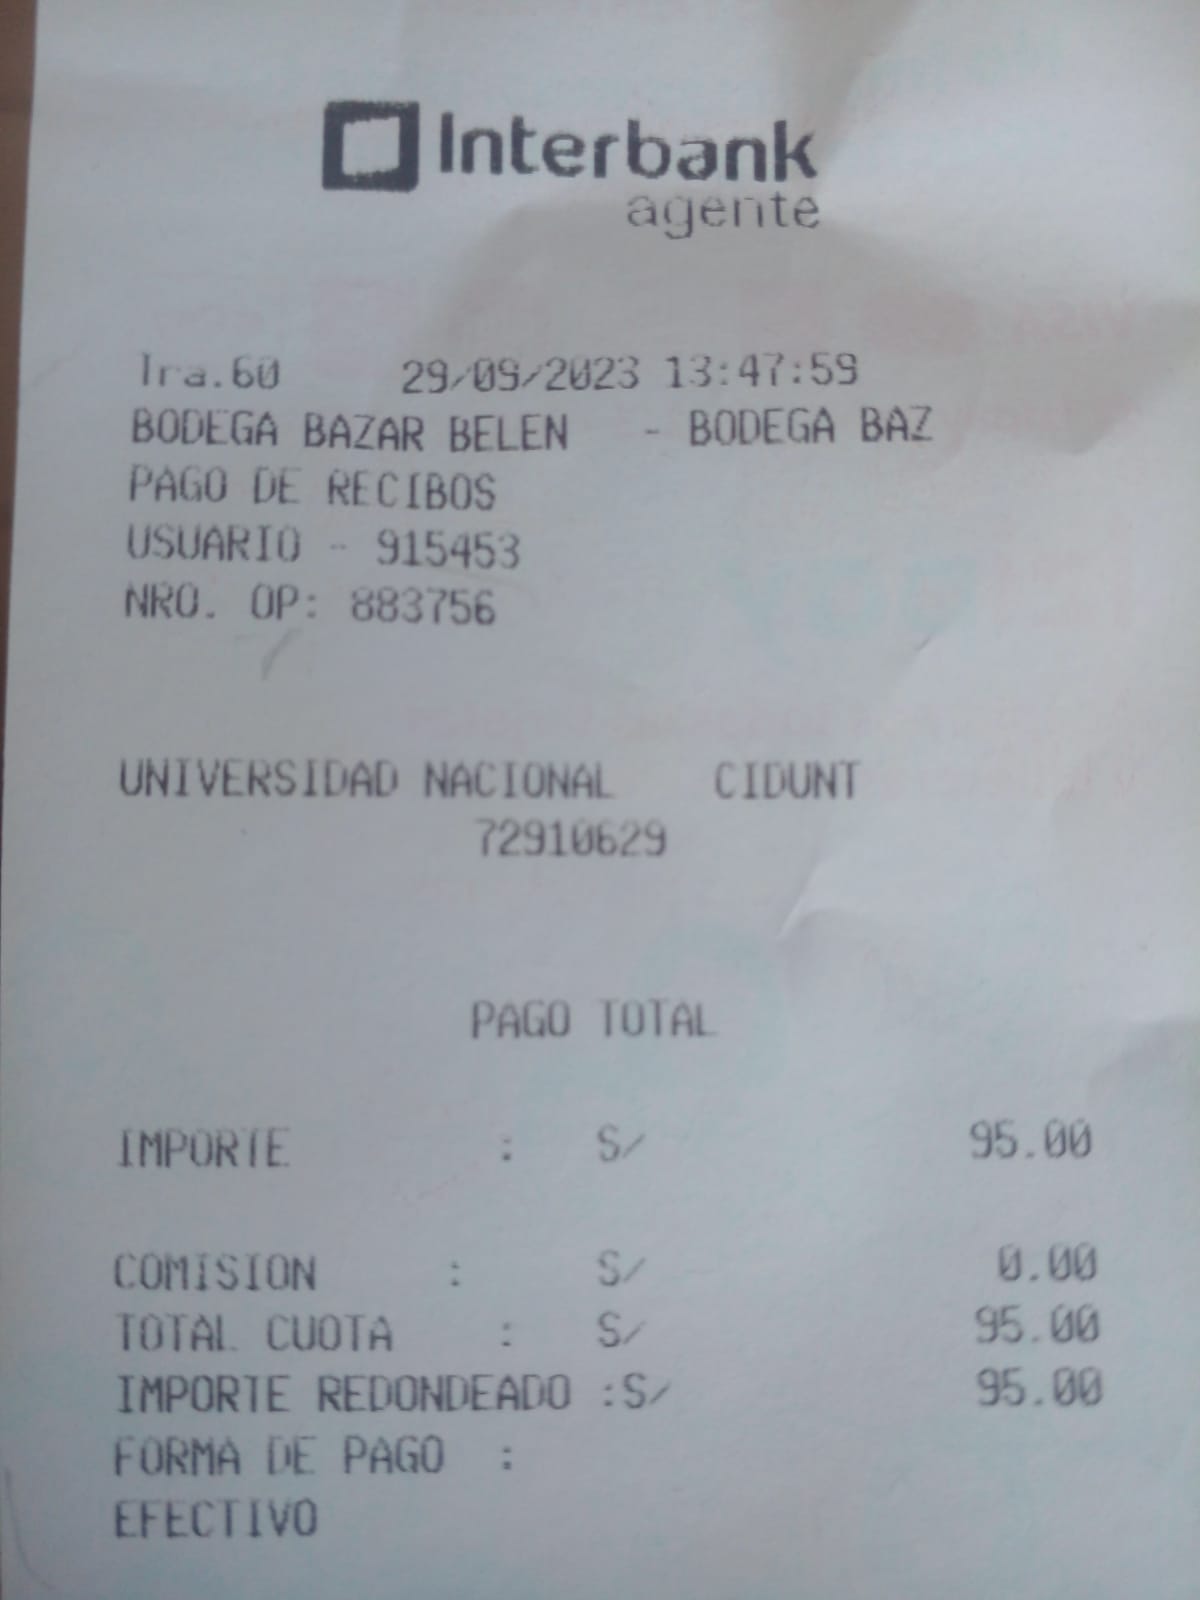 Interbank
agente
Tra.60 29/09/2023 13:47:59
BODEGA BAZAR BELEN - BODEGA BAZ
PAGO DE RECIBOS
USUARIO - 915453
NRO. OP: 883756
UNIVERSIDAD NACIONAL CIDUNT
72910629
PAGO TOTAL
IMPORTE : S/ 95.00
COMISION : S/ 0.00
TOTAL CUOTA : S/ 95.00
IMPORTE REDONDEADO :S/ 95.00
FORMA DE PAGO :
EFECTIVO